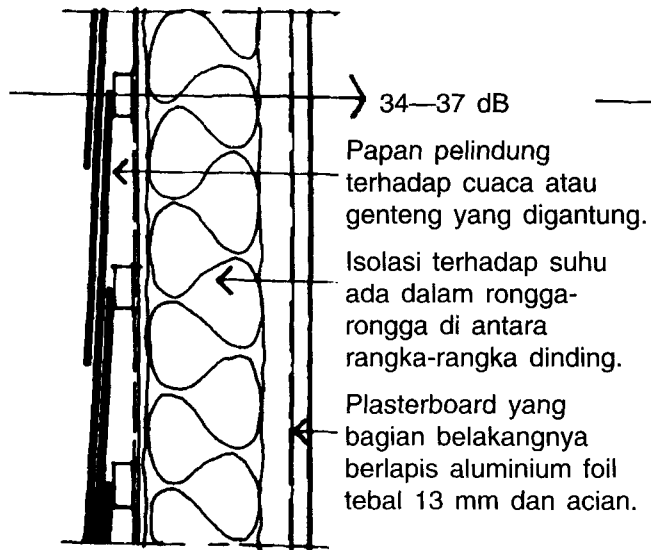 34—37 dB
Papan pelindung
terhadap cuaca atau
genteng yang digantung.
Isolasi terhadap suhu
ada dalam rongga-
rongga di antara
rangka-rangka dinding.
Plasterboard yang
bagian belakangnya
berlapis aluminium foil
tebal 13 mm dan acian.